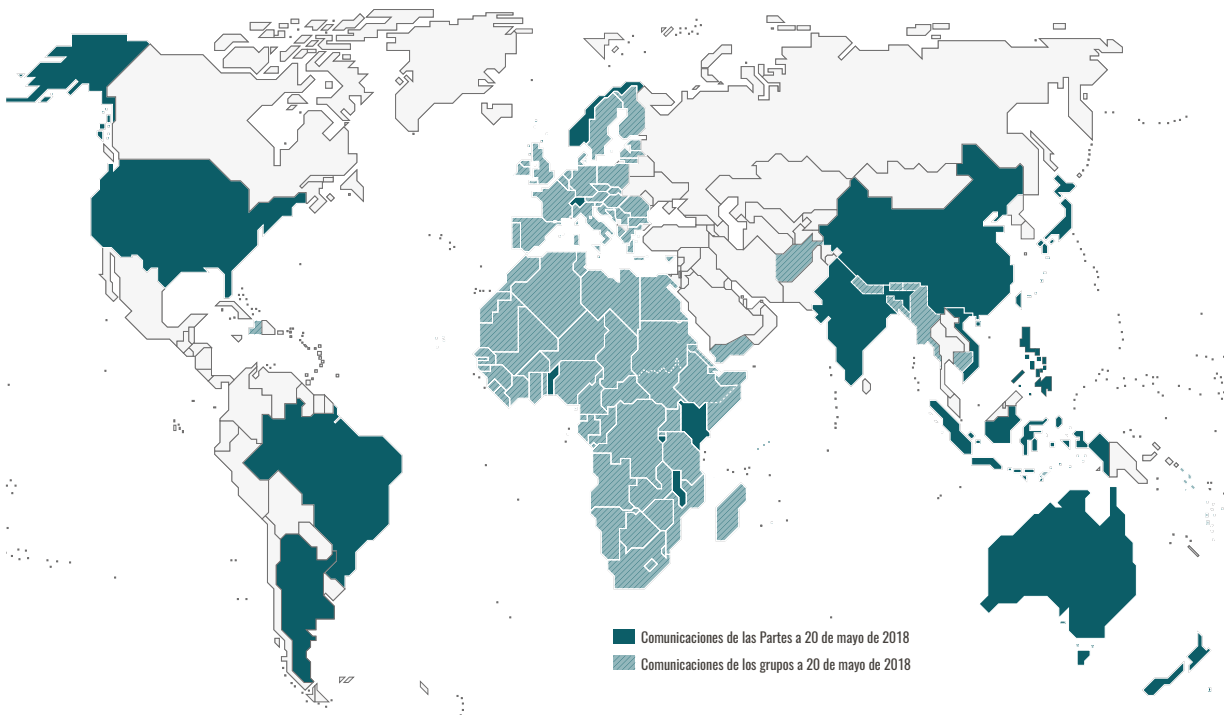 Comunicaciones de las Partes a 20 de mayo de 2018
Comunicaciones de los grupos a 20 de mayo de 2018